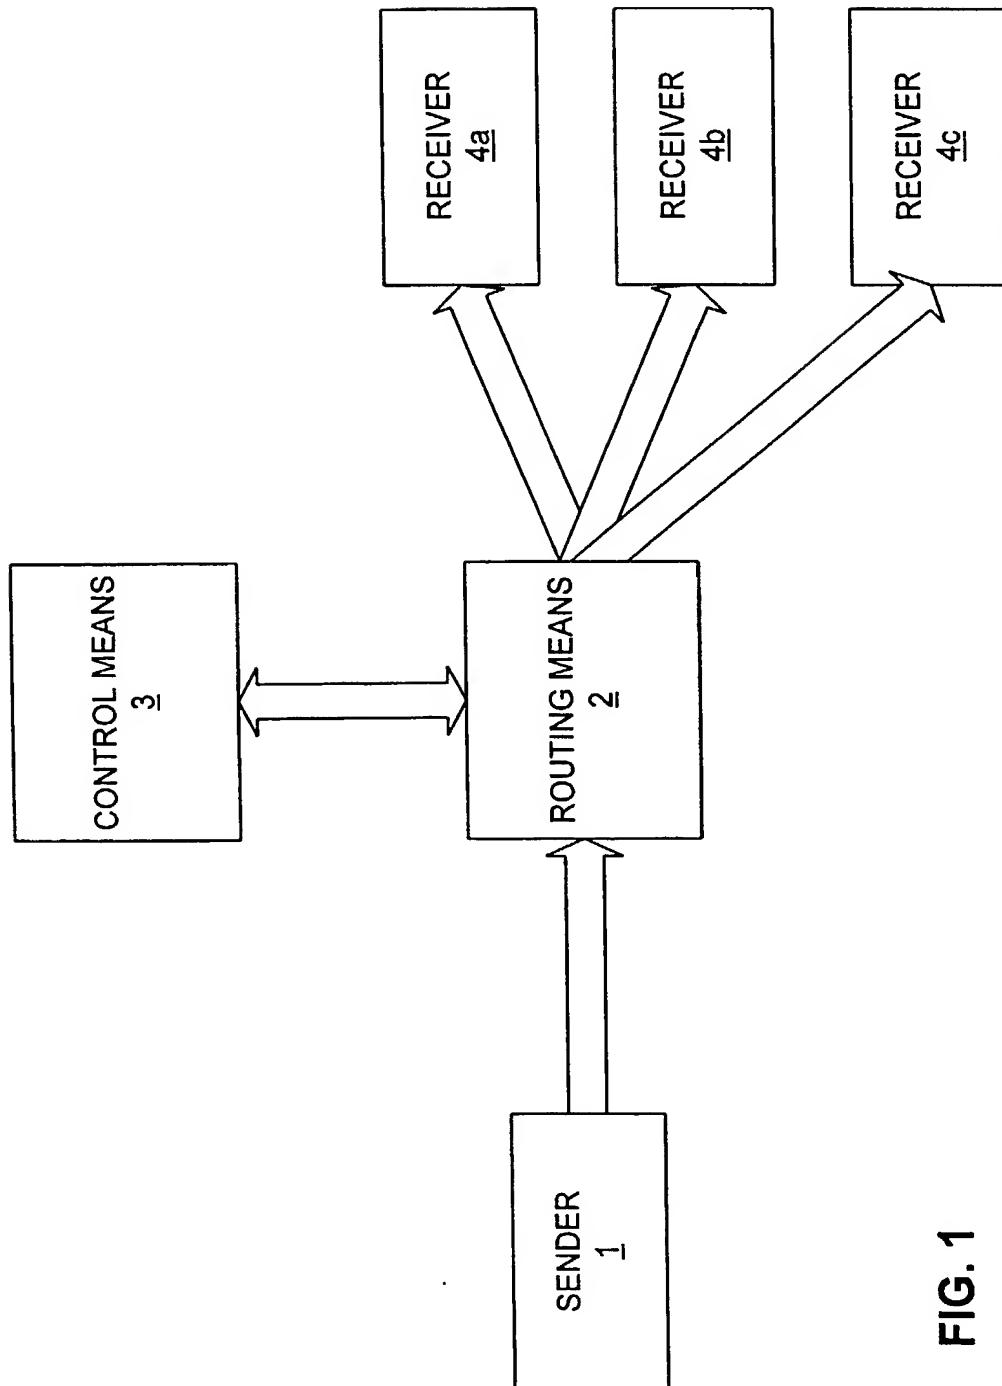 CONTROL MEANS
3
SENDER
1
ROUTING MEANS
2
RECEIVER
4a
RECEIVER
4b
RECEIVER
4c
FIG. 1